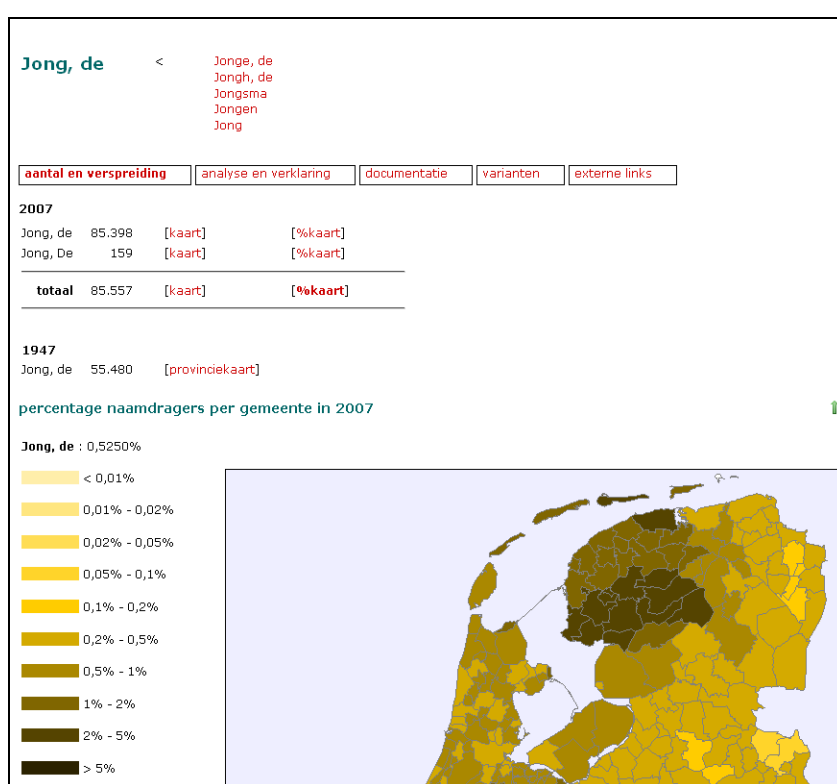 Jong, de < Jonge, de
Jongh, de
Jongsma
Jongen
Jong
aantal en verspreiding analyse en verklaring documentatie varianten externe links
2007
Jong, de 85.398 [kaart] [%kaart]
Jong, De 159 [kaart] [%kaart]
totaal 85.557 [kaart] [%kaart]
1947
Jong, de 55.480 [provinciekaart]
percentage naamdragers per gemeente in 2007
Jong, de : 0,5250%
< 0,01%
0,01% - 0,02%
0,02% - 0,05%
0,05% - 0,1%
0,1% - 0,2%
0,2% - 0,5%
0,5% - 1%
1% - 2%
2% - 5%
> 5%